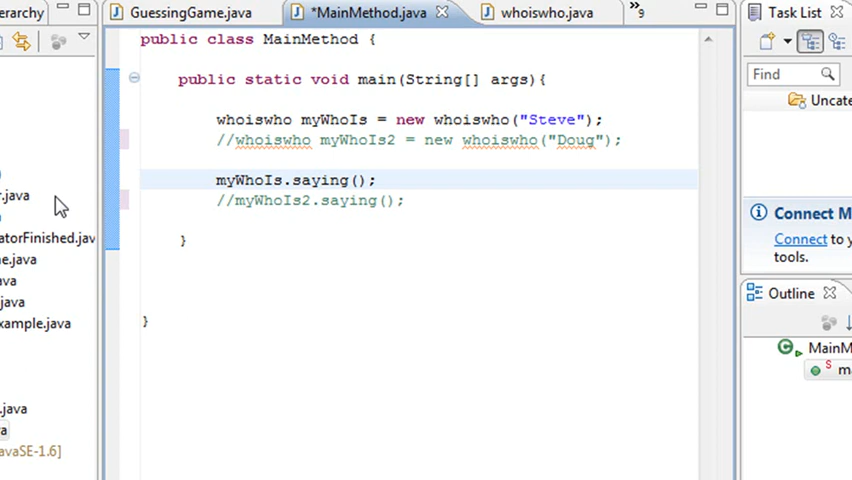 erarchy
GuessingGame.java
*MainMethod.java
whoiswho.java
»9
Task List
public class MainMethod {
public static void main(String[] args){
whoiswho myWhoIs = new whoiswho("Steve");
//whoiswho myWhoIs2 = new whoiswho("Doug");
myWhoIs.saying();
//myWhoIs2.saying();
}
}
r.java
atorFinished.jav
ne.java
va
.java
xample.java
.java
a
avaSE-1.6]
Find
Uncate
Connect M
Connect to y
tools.
Outline
MainM
S
ma